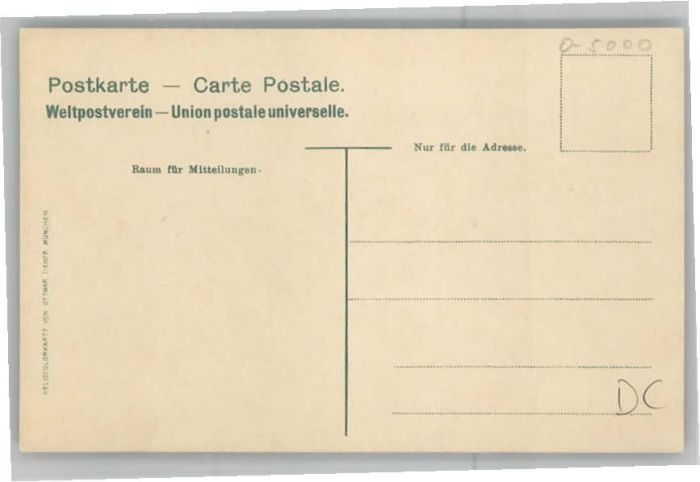 O-5000
Postkarte — Carte Postale.
Weltpostverein — Union postale universelle.
Nur für die Adresse.
Raum für Mitteilungen.
HELIOCOLORKARTE VON OTTMAR ZIEHER, MÜNCHEN
DC